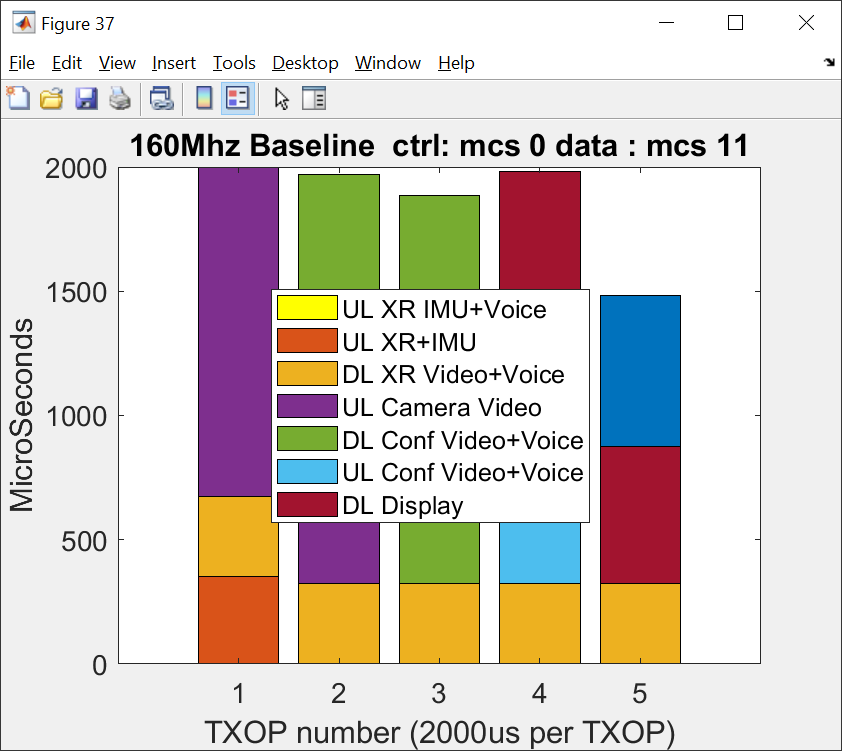 Figure 37
File Edit View Insert Tools Desktop Window Help
160Mhz Baseline  ctrl: mcs 0 data : mcs 11
2000
1500
1000
500
0
MicroSeconds
UL XR IMU+Voice
UL XR+IMU
DL XR Video+Voice
UL Camera Video
DL Conf Video+Voice
UL Conf Video+Voice
DL Display
1 2 3 4 5
TXOP number (2000us per TXOP)